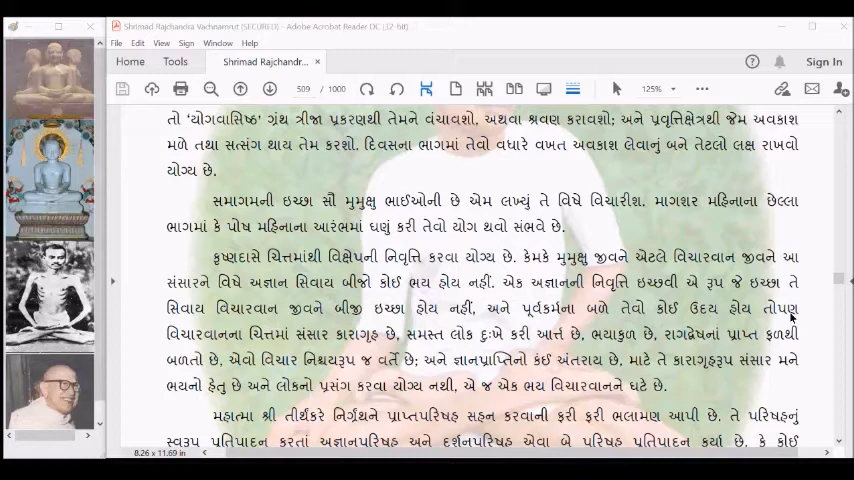 Shrimad Rajchandra Vachnamrut (SECURED) - Adobe Acrobat Reader DC (32-bit)
File Edit View Sign Window Help
Home Tools Shrimad Rajchandr... × Sign In
509 / 1000 125%
તો ‘યોગવાસિષ્ઠ’ ગ્રંથ ત્રીજા પ્રકરણથી તેમને વંચાવશો, અથવા શ્રવણ કરાવશો; અને પ્રવૃત્તિક્ષેત્રથી જેમ અવકાશ
મળે તથા સત્સંગ થાય તેમ કરશો. દિવસના ભાગમાં તેવો વધારે વખત અવકાશ લેવાનું બને તેટલો લક્ષ રાખવો
યોગ્ય છે.
સમાગમની ઇચ્છા સૌ મુમુક્ષુ ભાઈઓની છે એમ લખ્યું તે વિષે વિચારીશ. માગશર મહિનાના છેલ્લા
ભાગમાં કે પોષ મહિનાના આરંભમાં ઘણું કરી તેવો યોગ થવો સંભવે છે.
કૃષ્ણદાસે ચિત્તમાંથી વિક્ષેપની નિવૃત્તિ કરવા યોગ્ય છે. કેમકે મુમુક્ષુ જીવને એટલે વિચારવાન જીવને આ
સંસારને વિષે અજ્ઞાન સિવાય બીજો કોઈ ભય હોય નહીં. એક અજ્ઞાનની નિવૃત્તિ ઇચ્છવી એ રૂપ જે ઇચ્છા તે
સિવાય વિચારવાન જીવને બીજી ઇચ્છા હોય નહીં, અને પૂર્વકર્મના બળે તેવો કોઈ ઉદય હોય તોપણ
વિચારવાનના ચિત્તમાં સંસાર કારાગૃહ છે, સમસ્ત લોક દુઃખે કરી આર્ત્ત છે, ભયાકુળ છે, રાગદ્વેષનાં પ્રાપ્ત ફળથી
બળતો છે, એવો વિચાર નિશ્ચયરૂપ જ વર્તે છે; અને જ્ઞાનપ્રાપ્તિનો કંઈ અંતરાય છે, માટે તે કારાગૃહરૂપ સંસાર મને
ભયનો હેતુ છે અને લોકનો પ્રસંગ કરવા યોગ્ય નથી, એ જ એક ભય વિચારવાનને ઘટે છે.
મહાત્મા શ્રી તીર્થંકરે નિર્ગ્રંથને પ્રાપ્તપરિષહ સહન કરવાની ફરી ફરી ભલામણ આપી છે. તે પરિષહનું
સ્વરૂપ પ્રતિપાદન કરતાં અજ્ઞાનપરિષહ અને દર્શનપરિષહ એવા બે પરિષહ પ્રતિપાદન કર્યા છે, કે કોઈ
8.26 x 11.69 in